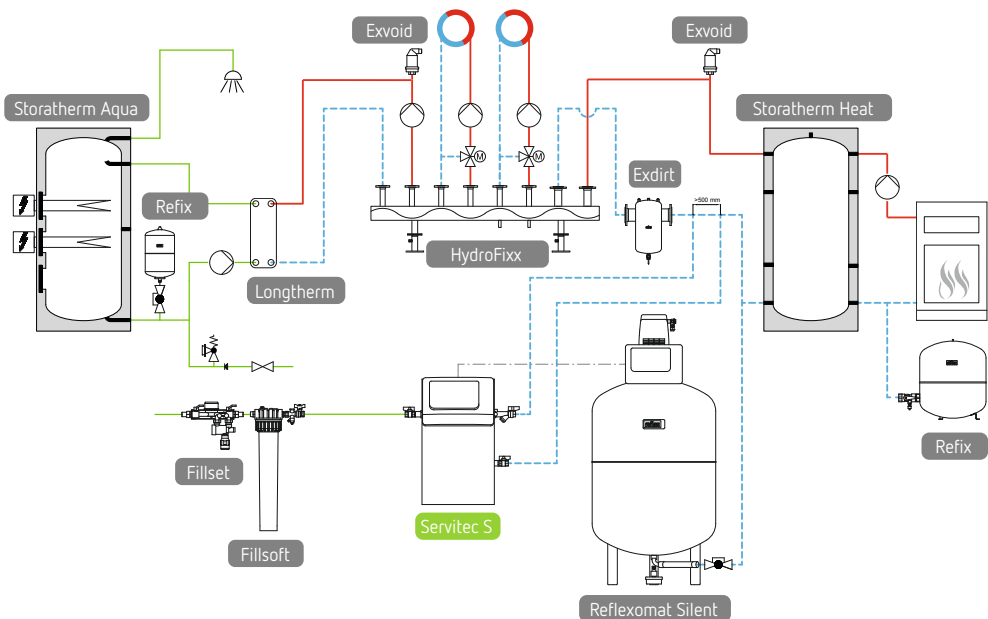 Exvoid
Exvoid
Storatherm Aqua
Storatherm Heat
M
M
Exdirt
Refix
>500 mm
HydroFixx
Longtherm
Refix
Fillset
Servitec S
Fillsoft
Reflexomat Silent